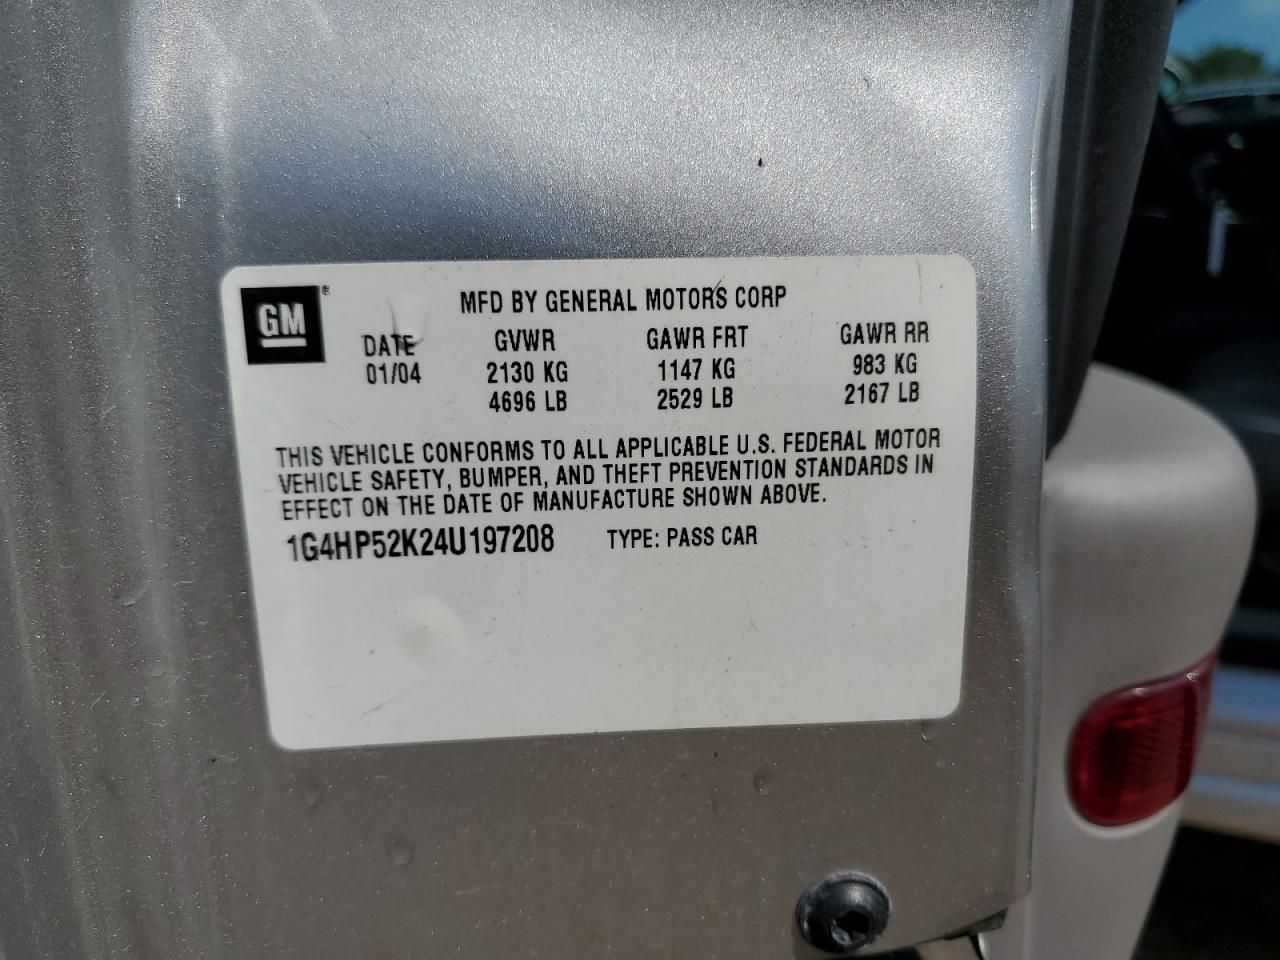 GM ®
MFD BY GENERAL MOTORS CORP
DATE GVWR GAWR FRT GAWR RR
01/04 2130 KG 1147 KG 983 KG
4696 LB 2529 LB 2167 LB
THIS VEHICLE CONFORMS TO ALL APPLICABLE U.S. FEDERAL MOTOR
VEHICLE SAFETY, BUMPER, AND THEFT PREVENTION STANDARDS IN
EFFECT ON THE DATE OF MANUFACTURE SHOWN ABOVE.
1G4HP52K24U197208 TYPE: PASS CAR